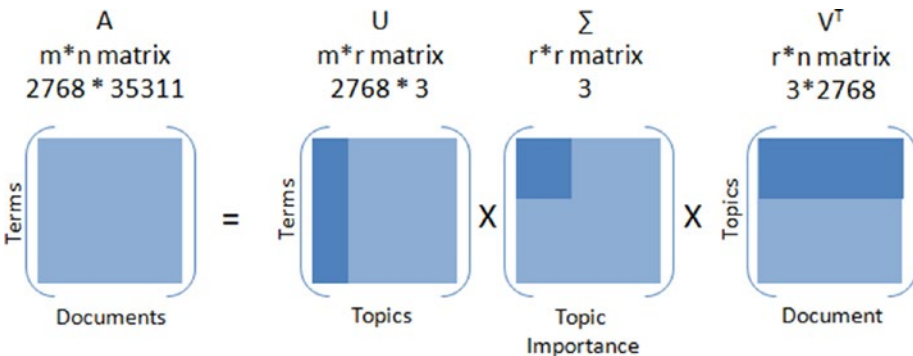 A
m*n matrix
2768 * 35311
Terms
Documents
=
U
m*r matrix
2768 * 3
Terms
Topics
X
Σ
r*r matrix
3
Topic
Importance
X
Vᵀ
r*n matrix
3*2768
Topics
Document